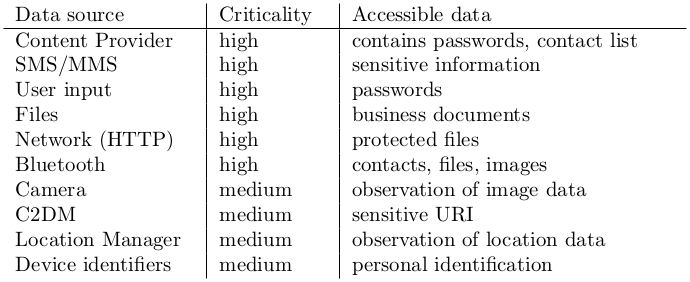 Data source Criticality Accessible data
Content Provider high contains passwords, contact list
SMS/MMS high sensitive information
User input high passwords
Files high business documents
Network (HTTP) high protected files
Bluetooth high contacts, files, images
Camera medium observation of image data
C2DM medium sensitive URI
Location Manager medium observation of location data
Device identifiers medium personal identification